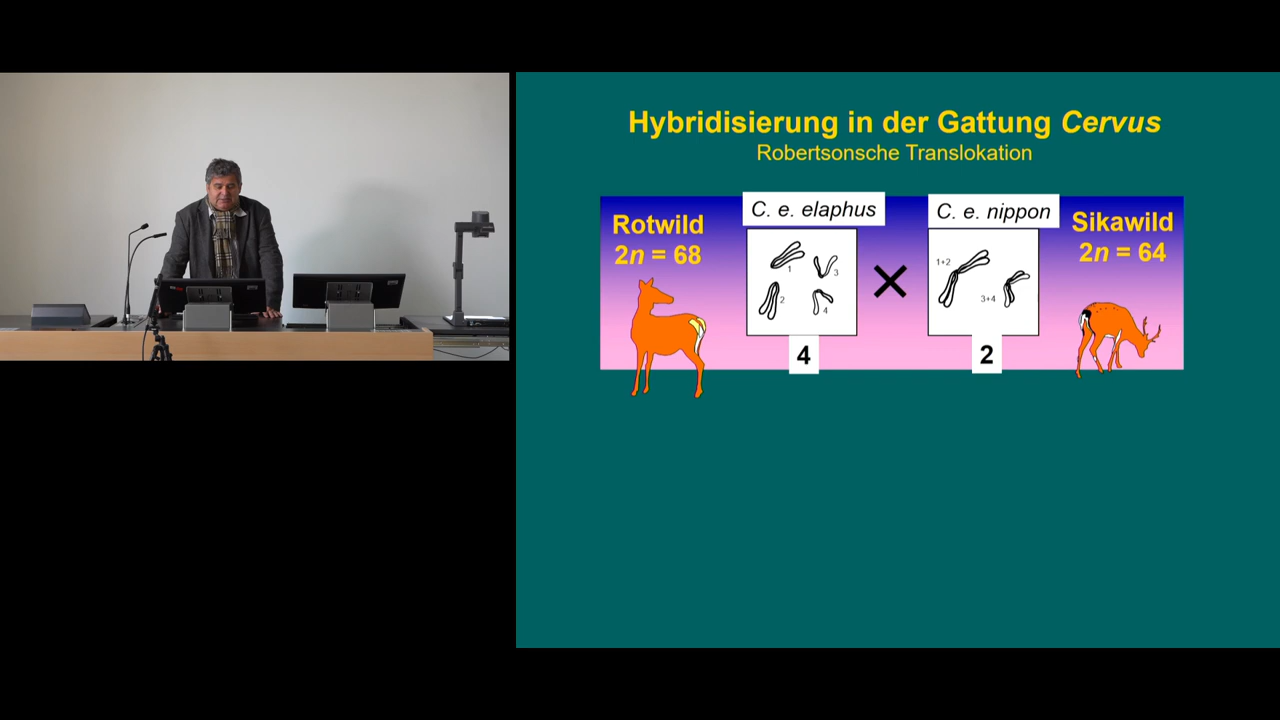 Hybridisierung in der Gattung Cervus
Robertsonsche Translokation
Rotwild
2n = 68
C. e. elaphus
1
3
2
4
4
C. e. nippon
1+2
3+4
2
Sikawild
2n = 64